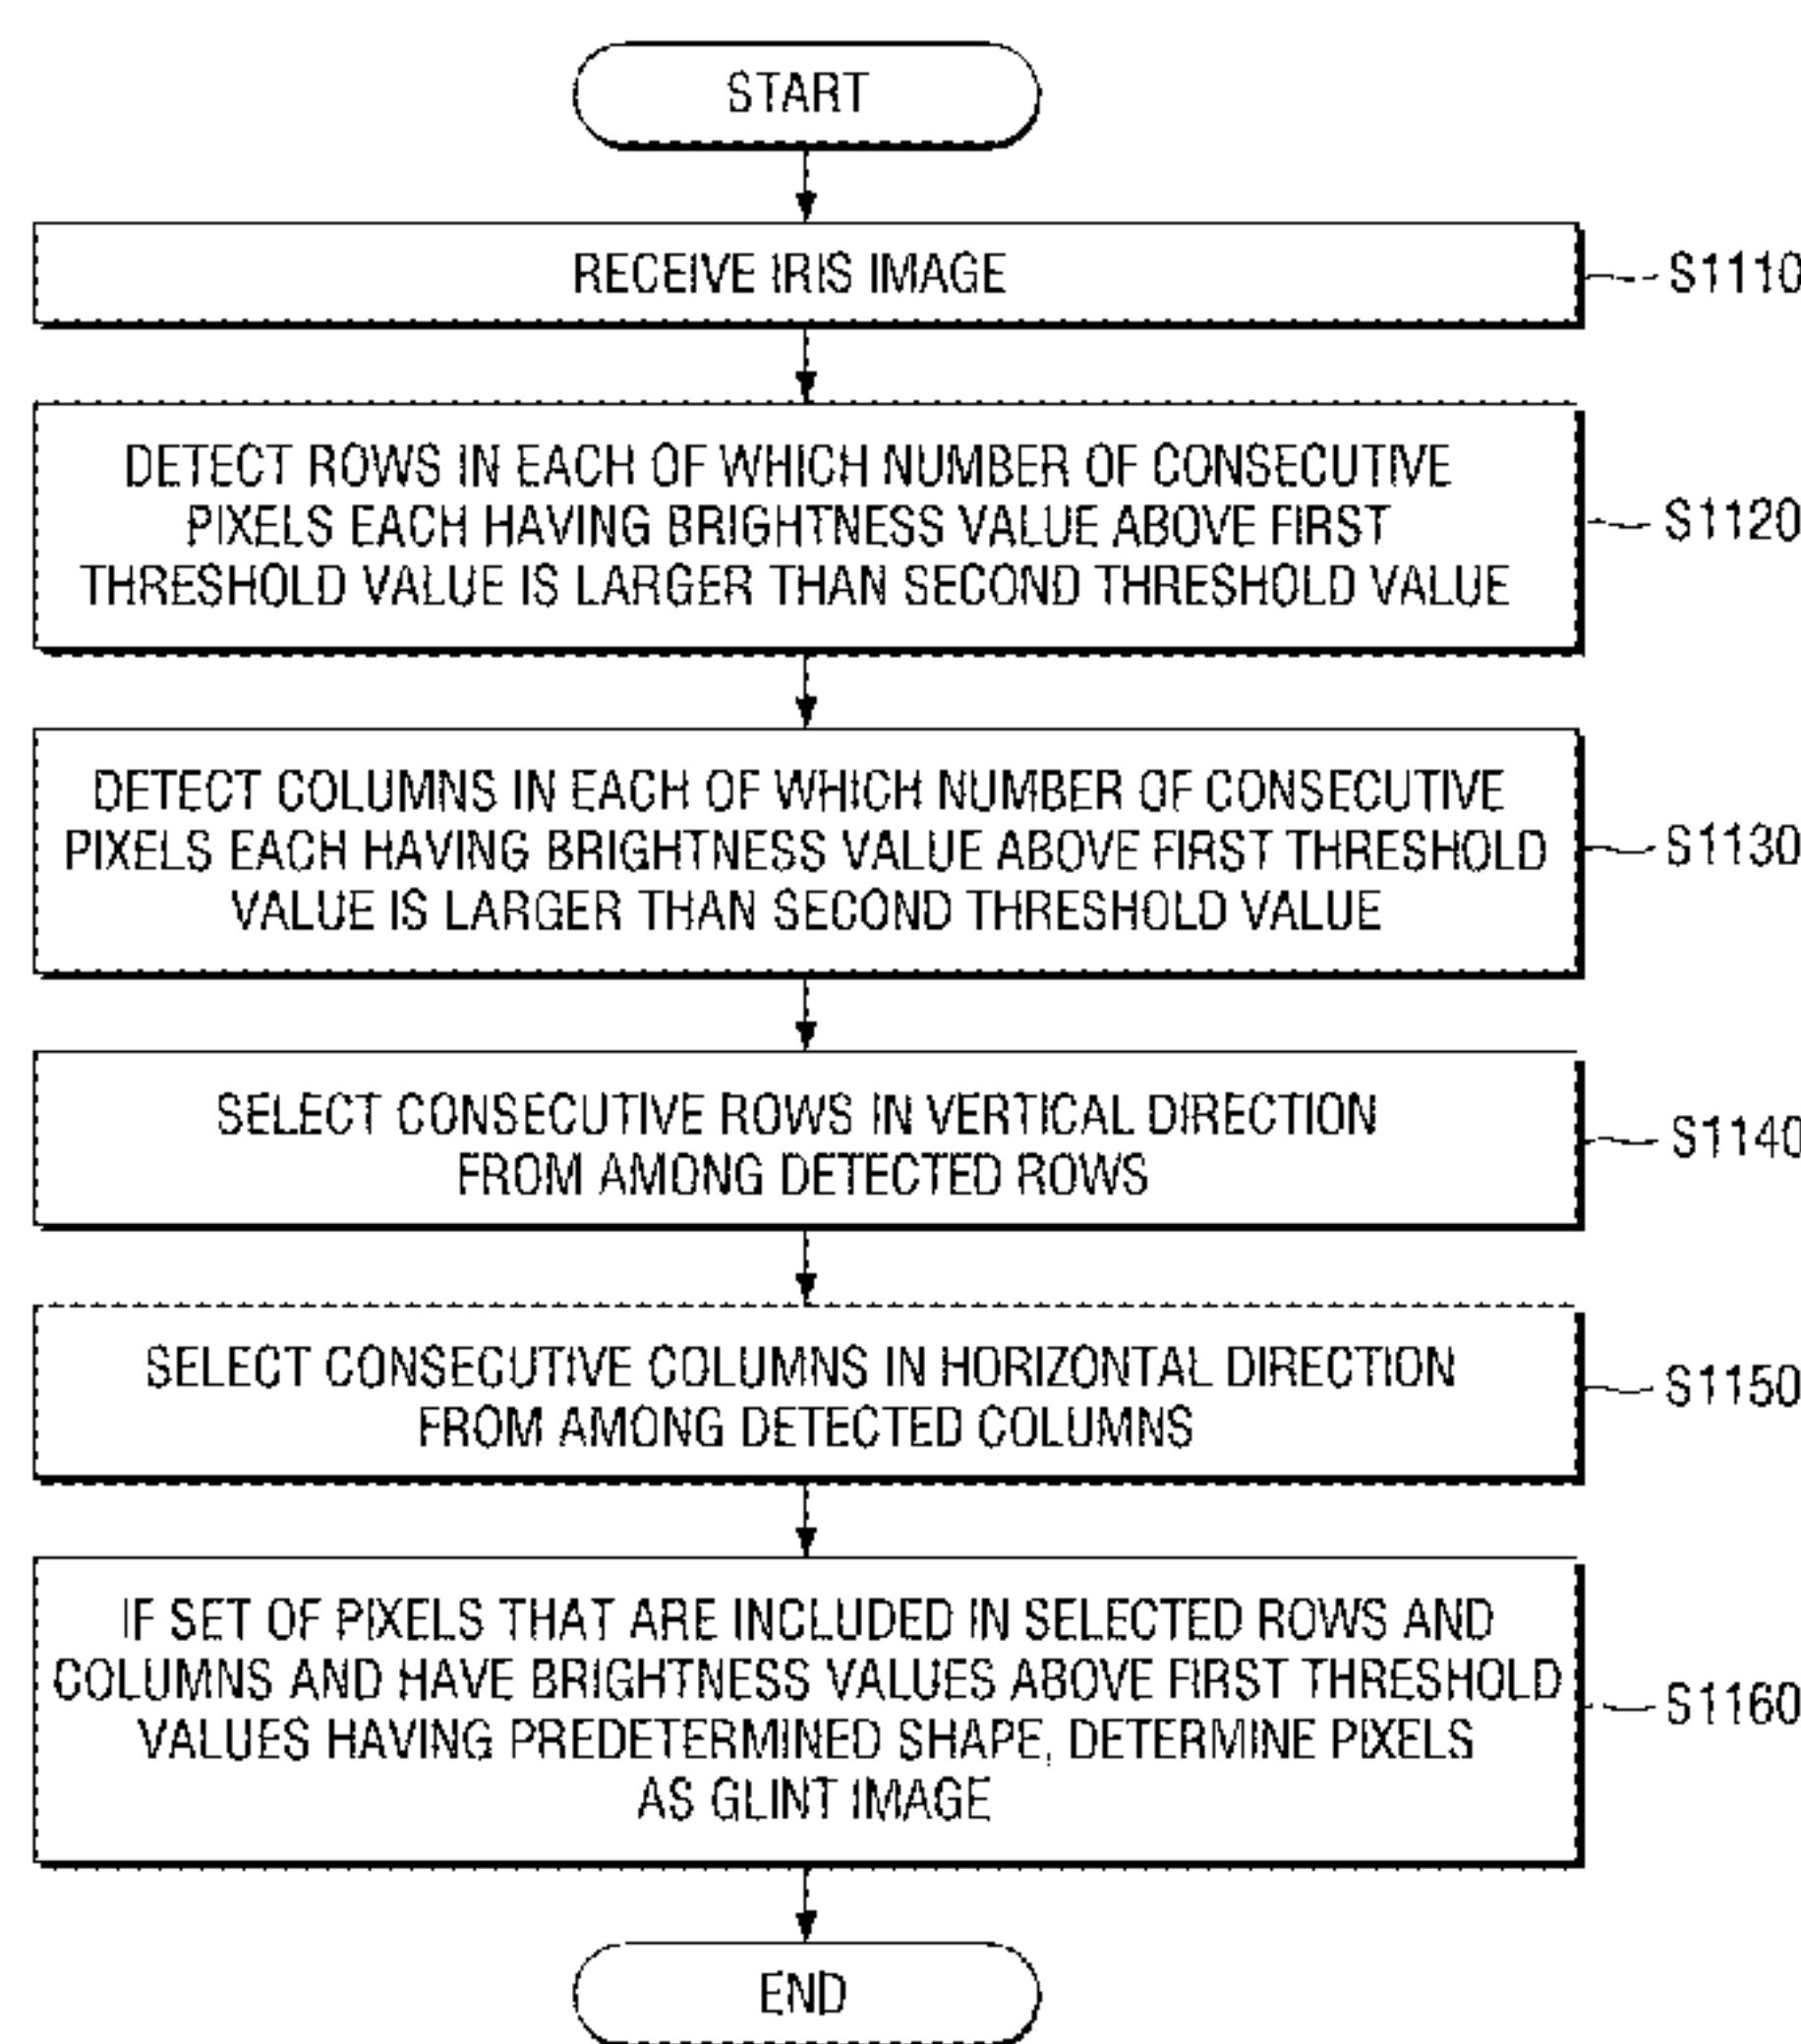 START
RECEIVE IRIS IMAGE
S1110
DETECT ROWS IN EACH OF WHICH NUMBER OF CONSECUTIVE
PIXELS EACH HAVING BRIGHTNESS VALUE ABOVE FIRST
THRESHOLD VALUE IS LARGER THAN SECOND THRESHOLD VALUE
S1120
DETECT COLUMNS IN EACH OF WHICH NUMBER OF CONSECUTIVE
PIXELS EACH HAVING BRIGHTNESS VALUE ABOVE FIRST THRESHOLD
VALUE IS LARGER THAN SECOND THRESHOLD VALUE
S1130
SELECT CONSECUTIVE ROWS IN VERTICAL DIRECTION
FROM AMONG DETECTED ROWS
S1140
SELECT CONSECUTIVE COLUMNS IN HORIZONTAL DIRECTION
FROM AMONG DETECTED COLUMNS
S1150
IF SET OF PIXELS THAT ARE INCLUDED IN SELECTED ROWS AND
COLUMNS AND HAVE BRIGHTNESS VALUES ABOVE FIRST THRESHOLD
VALUES HAVING PREDETERMINED SHAPE, DETERMINE PIXELS
AS GLINT IMAGE
S1160
END